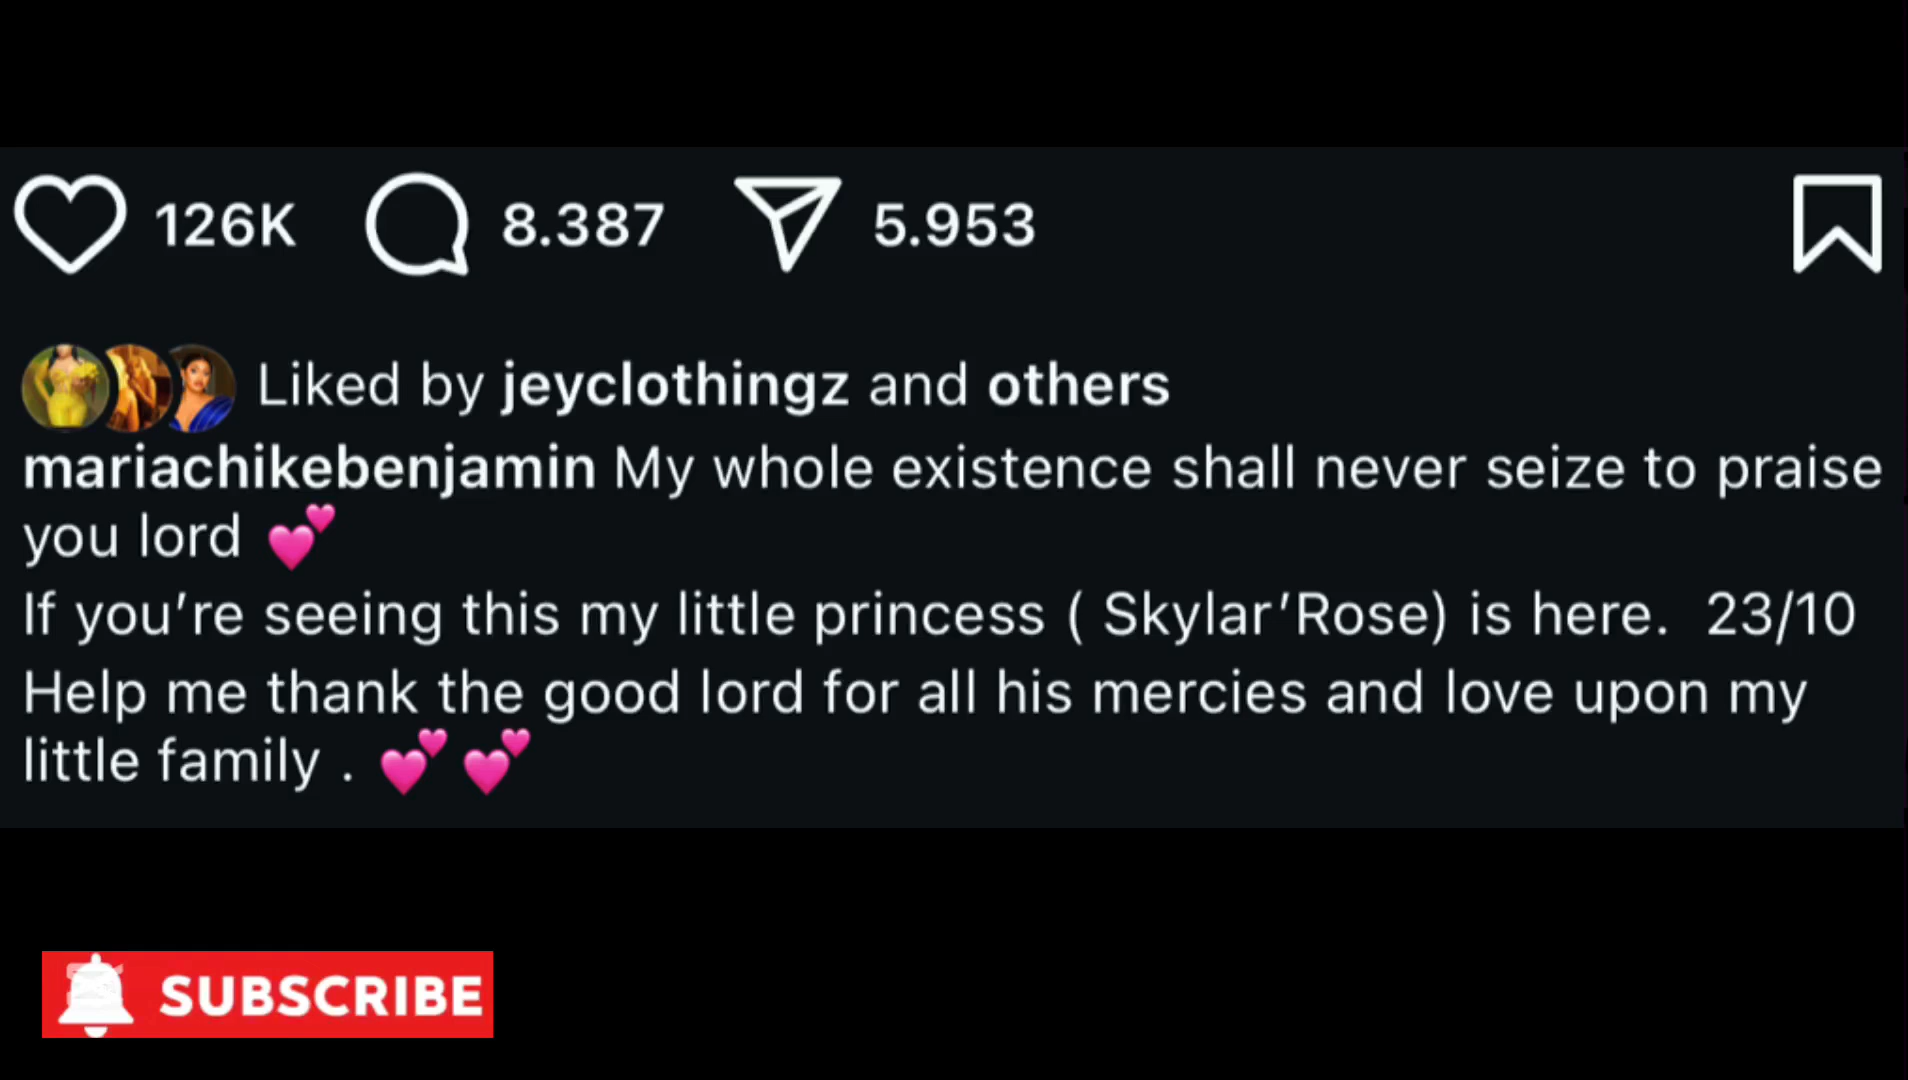 126K 8.387 5.953
Liked by jeyclothingz and others
mariachikebenjamin My whole existence shall never seize to praise
you lord 💕
If you’re seeing this my little princess ( Skylar’Rose) is here.  23/10
Help me thank the good lord for all his mercies and love upon my
little family . 💕 💕
SUBSCRIBE